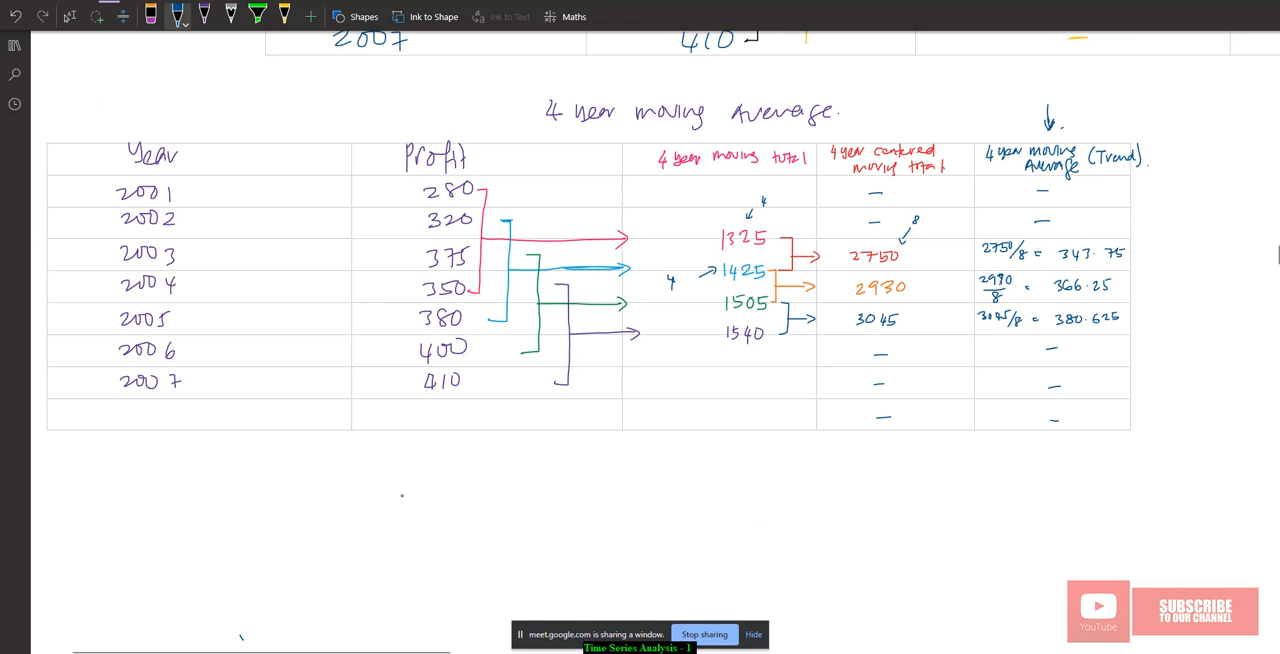 Shapes Ink to Shape Ink to Text Maths
2007 410 –
4 year moving Average.
Year Profit 4 year moving total 4 year centured moving total 4 year moving Average (Trend).
2001 280 – –
2002 320 4 – 8 –
2003 375 1325 2750 2750/8 = 343.75
2004 350 4 1425 2930 2930/8 = 366.25
2005 380 1505 3045 3045/8 = 380.625
2006 400 1540 – –
2007 410 – –
– –
YouTube
SUBSCRIBE
TO OUR CHANNEL
meet.google.com is sharing a window. Stop sharing Hide
Time Series Analysis - 1